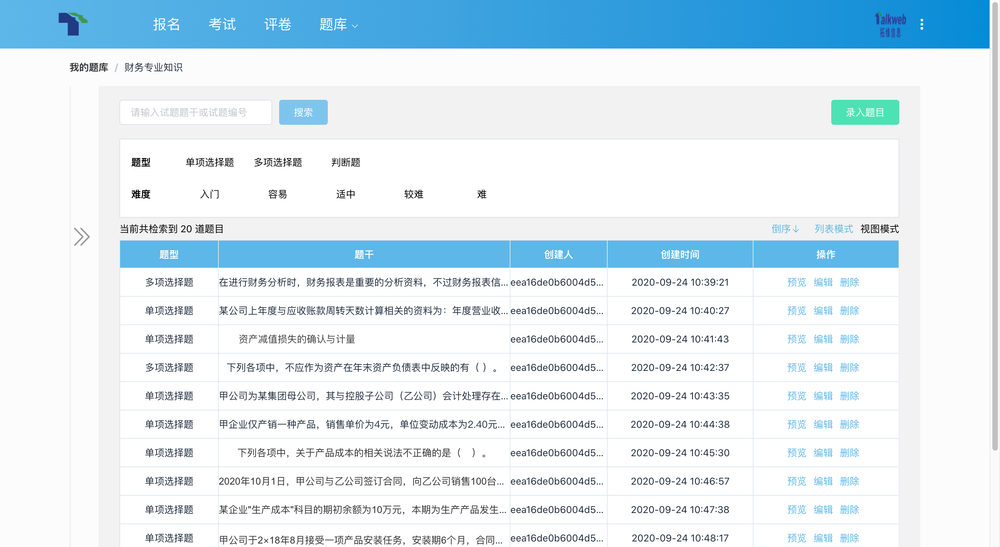 报名 考试 评卷 题库
Talkweb
拓维信息
我的题库 / 财务专业知识
请输入试题题干或试题编号 搜索 录入题目
题型 单项选择题 多项选择题 判断题
难度 入门 容易 适中 较难 难
当前共检索到 20 道题目 倒序↓ 列表模式 视图模式
题型 题干 创建人 创建时间 操作
多项选择题 在进行财务分析时，财务报表是重要的分析资料，不过财务报表信... eea16de0b6004d5... 2020-09-24 10:39:21 预览 编辑 删除
单项选择题 某公司上年度与应收账款周转天数计算相关的资料为：年度营业收... eea16de0b6004d5... 2020-09-24 10:40:27 预览 编辑 删除
单项选择题 资产减值损失的确认与计量 eea16de0b6004d5... 2020-09-24 10:41:43 预览 编辑 删除
多项选择题 下列各项中，不应作为资产在年末资产负债表中反映的有（ ）。 eea16de0b6004d5... 2020-09-24 10:42:37 预览 编辑 删除
单项选择题 甲公司为某集团母公司，其与控股子公司（乙公司）会计处理存在... eea16de0b6004d5... 2020-09-24 10:43:35 预览 编辑 删除
单项选择题 甲企业仅产销一种产品，销售单价为4元，单位变动成本为2.40元... eea16de0b6004d5... 2020-09-24 10:44:38 预览 编辑 删除
单项选择题 下列各项中，关于产品成本的相关说法不正确的是（ ）。 eea16de0b6004d5... 2020-09-24 10:45:30 预览 编辑 删除
单项选择题 2020年10月1日，甲公司与乙公司签订合同，向乙公司销售100台... eea16de0b6004d5... 2020-09-24 10:46:57 预览 编辑 删除
单项选择题 某企业"生产成本"科目的期初余额为10万元，本期为生产产品发生... eea16de0b6004d5... 2020-09-24 10:47:38 预览 编辑 删除
单项选择题 甲公司于2×18年8月接受一项产品安装任务，安装期6个月，合同... eea16de0b6004d5... 2020-09-24 10:48:17 预览 编辑 删除